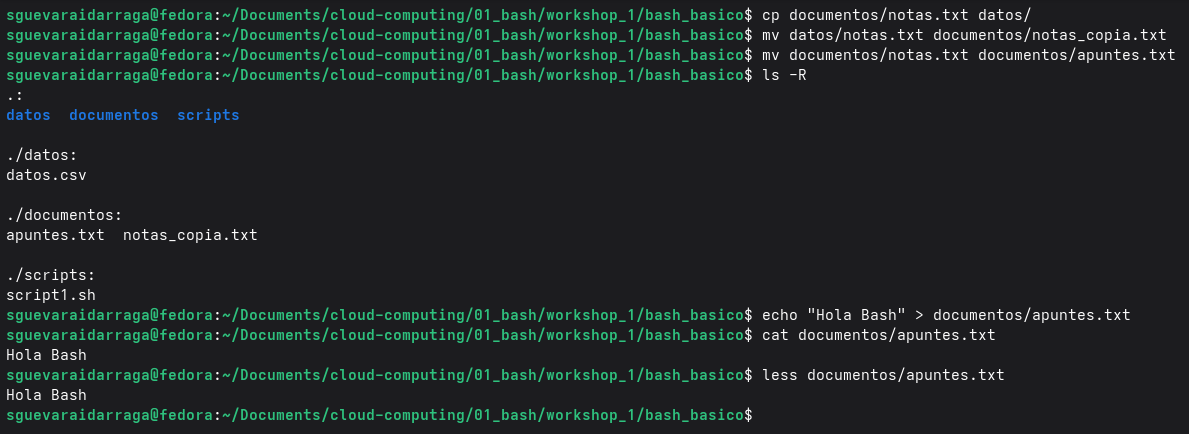 sguevaraidarraga@fedora:~/Documents/cloud-computing/01_bash/workshop_1/bash_basico$ cp documentos/notas.txt datos/
sguevaraidarraga@fedora:~/Documents/cloud-computing/01_bash/workshop_1/bash_basico$ mv datos/notas.txt documentos/notas_copia.txt
sguevaraidarraga@fedora:~/Documents/cloud-computing/01_bash/workshop_1/bash_basico$ mv documentos/notas.txt documentos/apuntes.txt
sguevaraidarraga@fedora:~/Documents/cloud-computing/01_bash/workshop_1/bash_basico$ ls -R
.:
datos  documentos  scripts

./datos:
datos.csv

./documentos:
apuntes.txt  notas_copia.txt

./scripts:
script1.sh
sguevaraidarraga@fedora:~/Documents/cloud-computing/01_bash/workshop_1/bash_basico$ echo "Hola Bash" > documentos/apuntes.txt
sguevaraidarraga@fedora:~/Documents/cloud-computing/01_bash/workshop_1/bash_basico$ cat documentos/apuntes.txt
Hola Bash
sguevaraidarraga@fedora:~/Documents/cloud-computing/01_bash/workshop_1/bash_basico$ less documentos/apuntes.txt
Hola Bash
sguevaraidarraga@fedora:~/Documents/cloud-computing/01_bash/workshop_1/bash_basico$